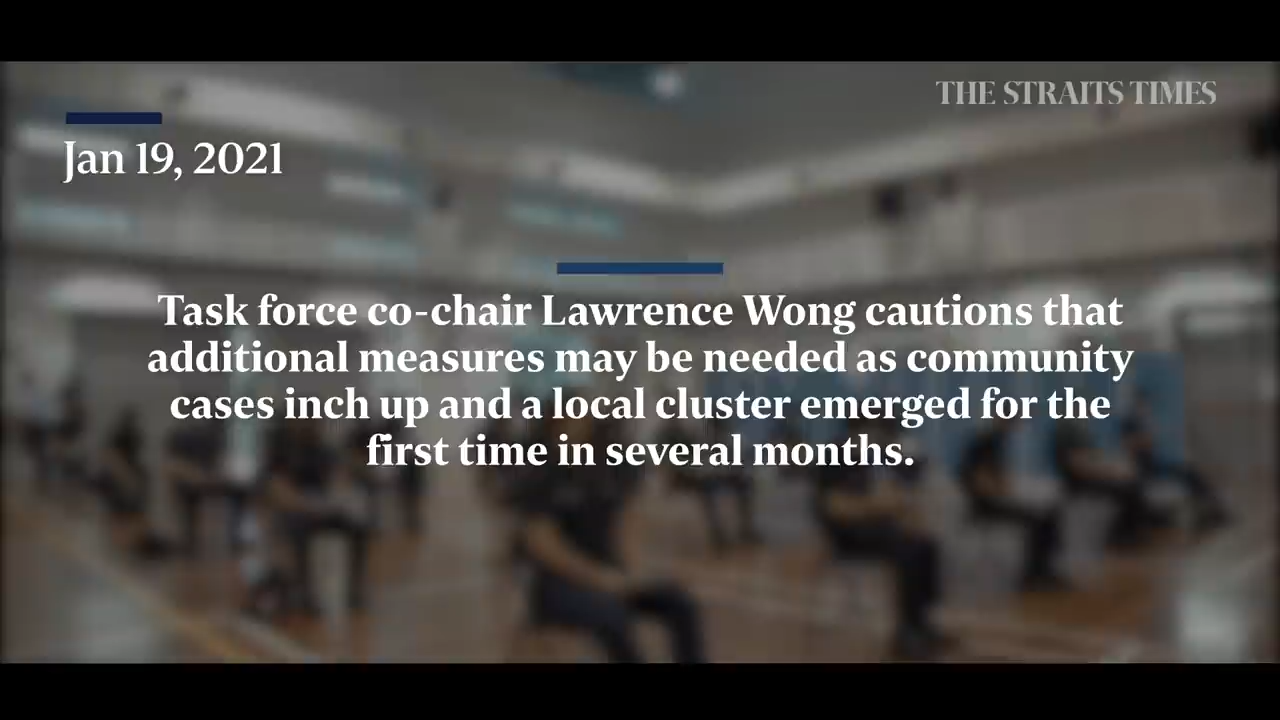 THE STRAITS TIMES
Jan 19, 2021
Task force co-chair Lawrence Wong cautions that
additional measures may be needed as community
cases inch up and a local cluster emerged for the
first time in several months.